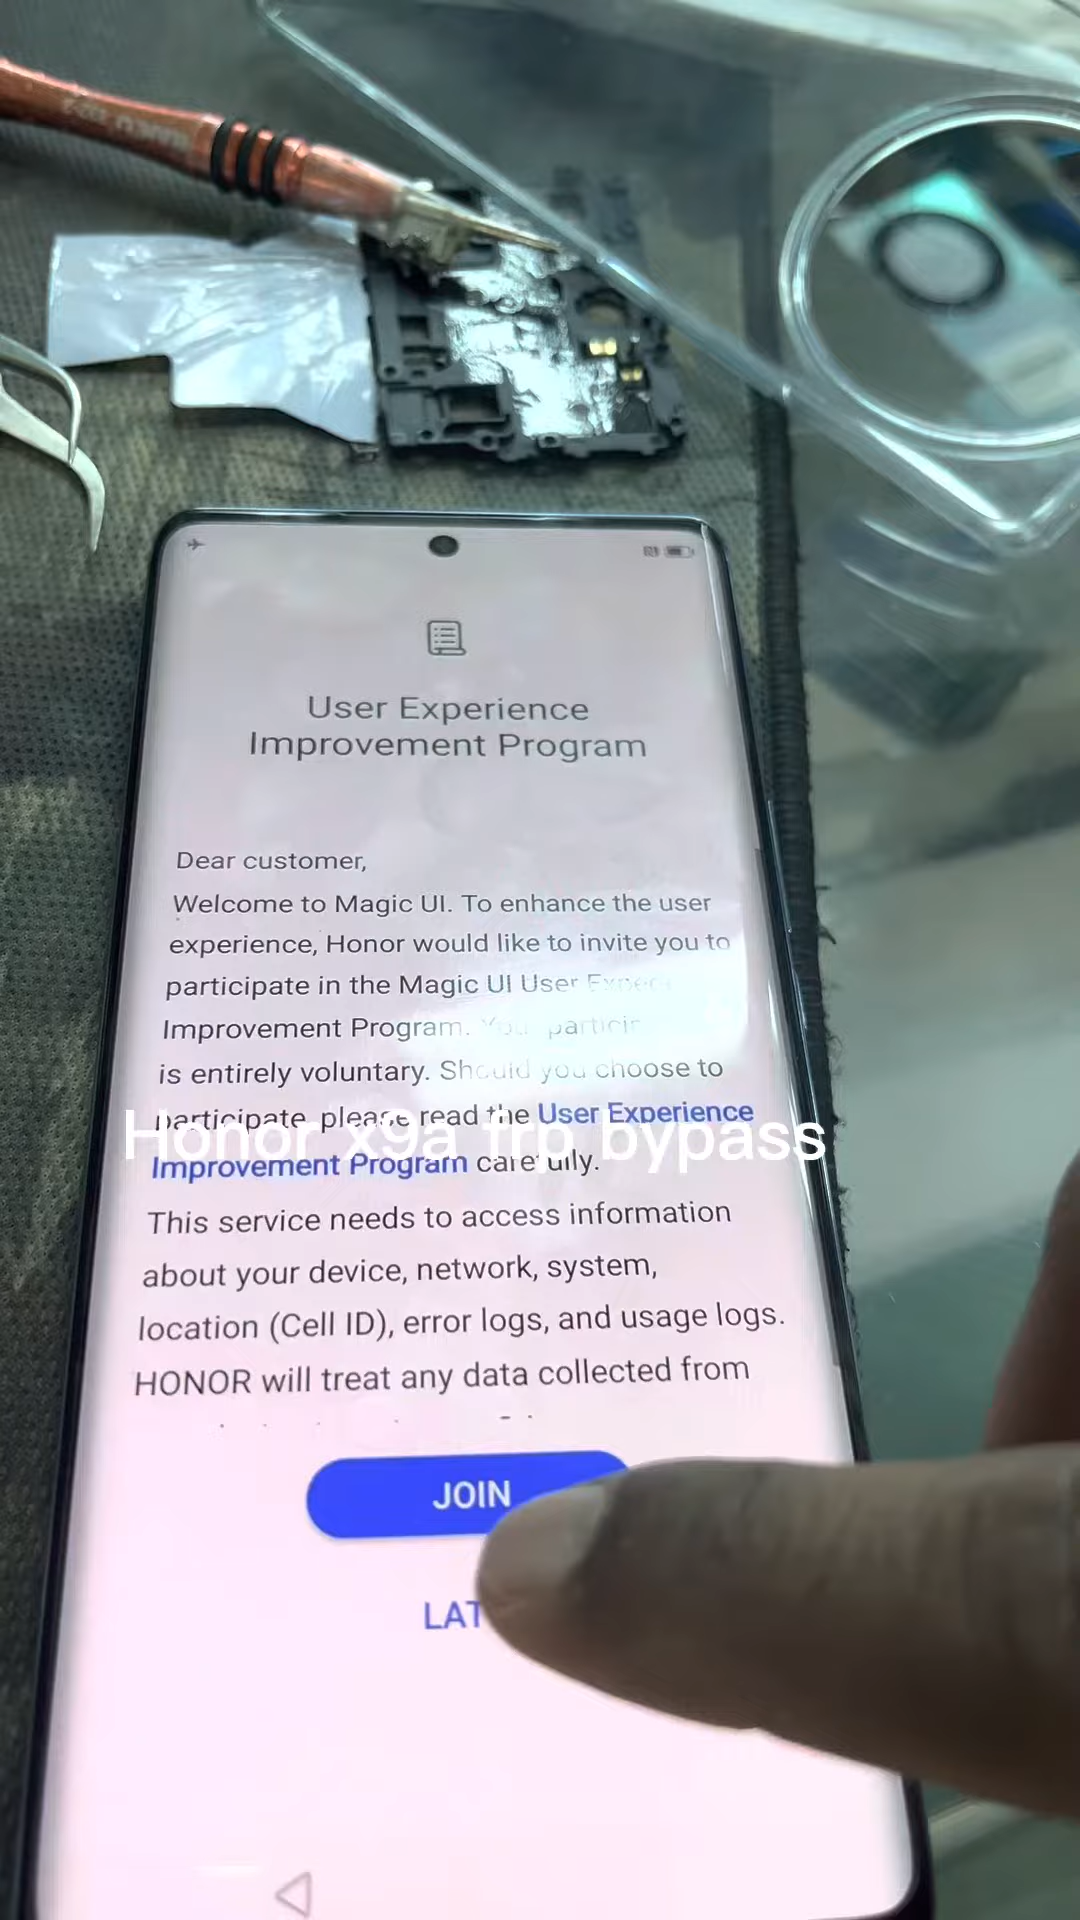 User Experience
Improvement Program
Dear customer,
Welcome to Magic UI. To enhance the user
experience, Honor would like to invite you to
participate in the Magic UI User
Improvement Program.
is entirely voluntary. Should you choose to
participate, please read the User Experience
Improvement Program carefully.
Honor x9a frp bypass
This service needs to access information
about your device, network, system,
location (Cell ID), error logs, and usage logs.
HONOR will treat any data collected from
JOIN
LAT